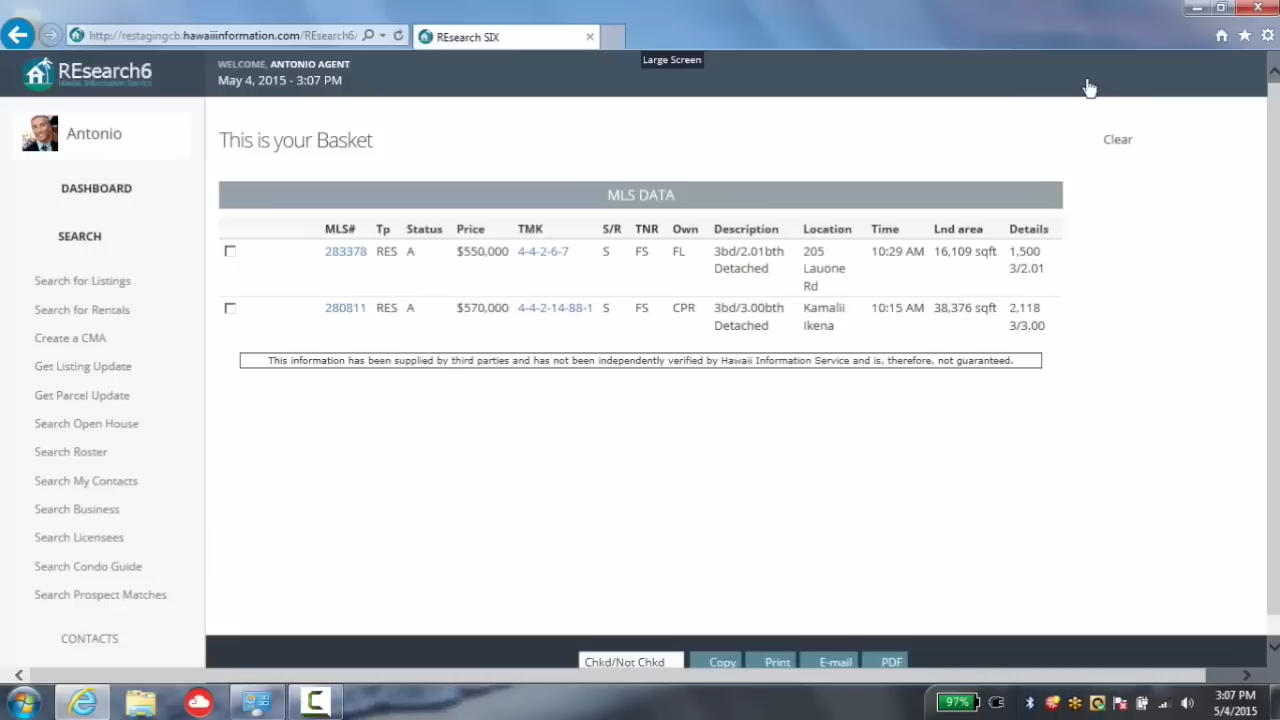 http://restagingcb.hawaiiinformation.com/REsearch6/
REsearch SIX
Large Screen
REsearch6
Hawaii Information Service
WELCOME, ANTONIO AGENT
May 4, 2015 - 3:07 PM
Antonio
DASHBOARD
SEARCH
Search for Listings
Search for Rentals
Create a CMA
Get Listing Update
Get Parcel Update
Search Open House
Search Roster
Search My Contacts
Search Business
Search Licensees
Search Condo Guide
Search Prospect Matches
CONTACTS
This is your Basket
Clear
MLS DATA
MLS# Tp Status Price TMK S/R TNR Own Description Location Time Lnd area Details
283378 RES A $550,000 4-4-2-6-7 S FS FL 3bd/2.01bth 205 10:29 AM 16,109 sqft 1,500
Detached Lauone 3/2.01
Rd
280811 RES A $570,000 4-4-2-14-88-1 S FS CPR 3bd/3.00bth Kamalii 10:15 AM 38,376 sqft 2,118
Detached Ikena 3/3.00
This information has been supplied by third parties and has not been independently verified by Hawaii Information Service and is, therefore, not guaranteed.
Chkd/Not Chkd Copy Print E-mail PDF
97%
3:07 PM
5/4/2015